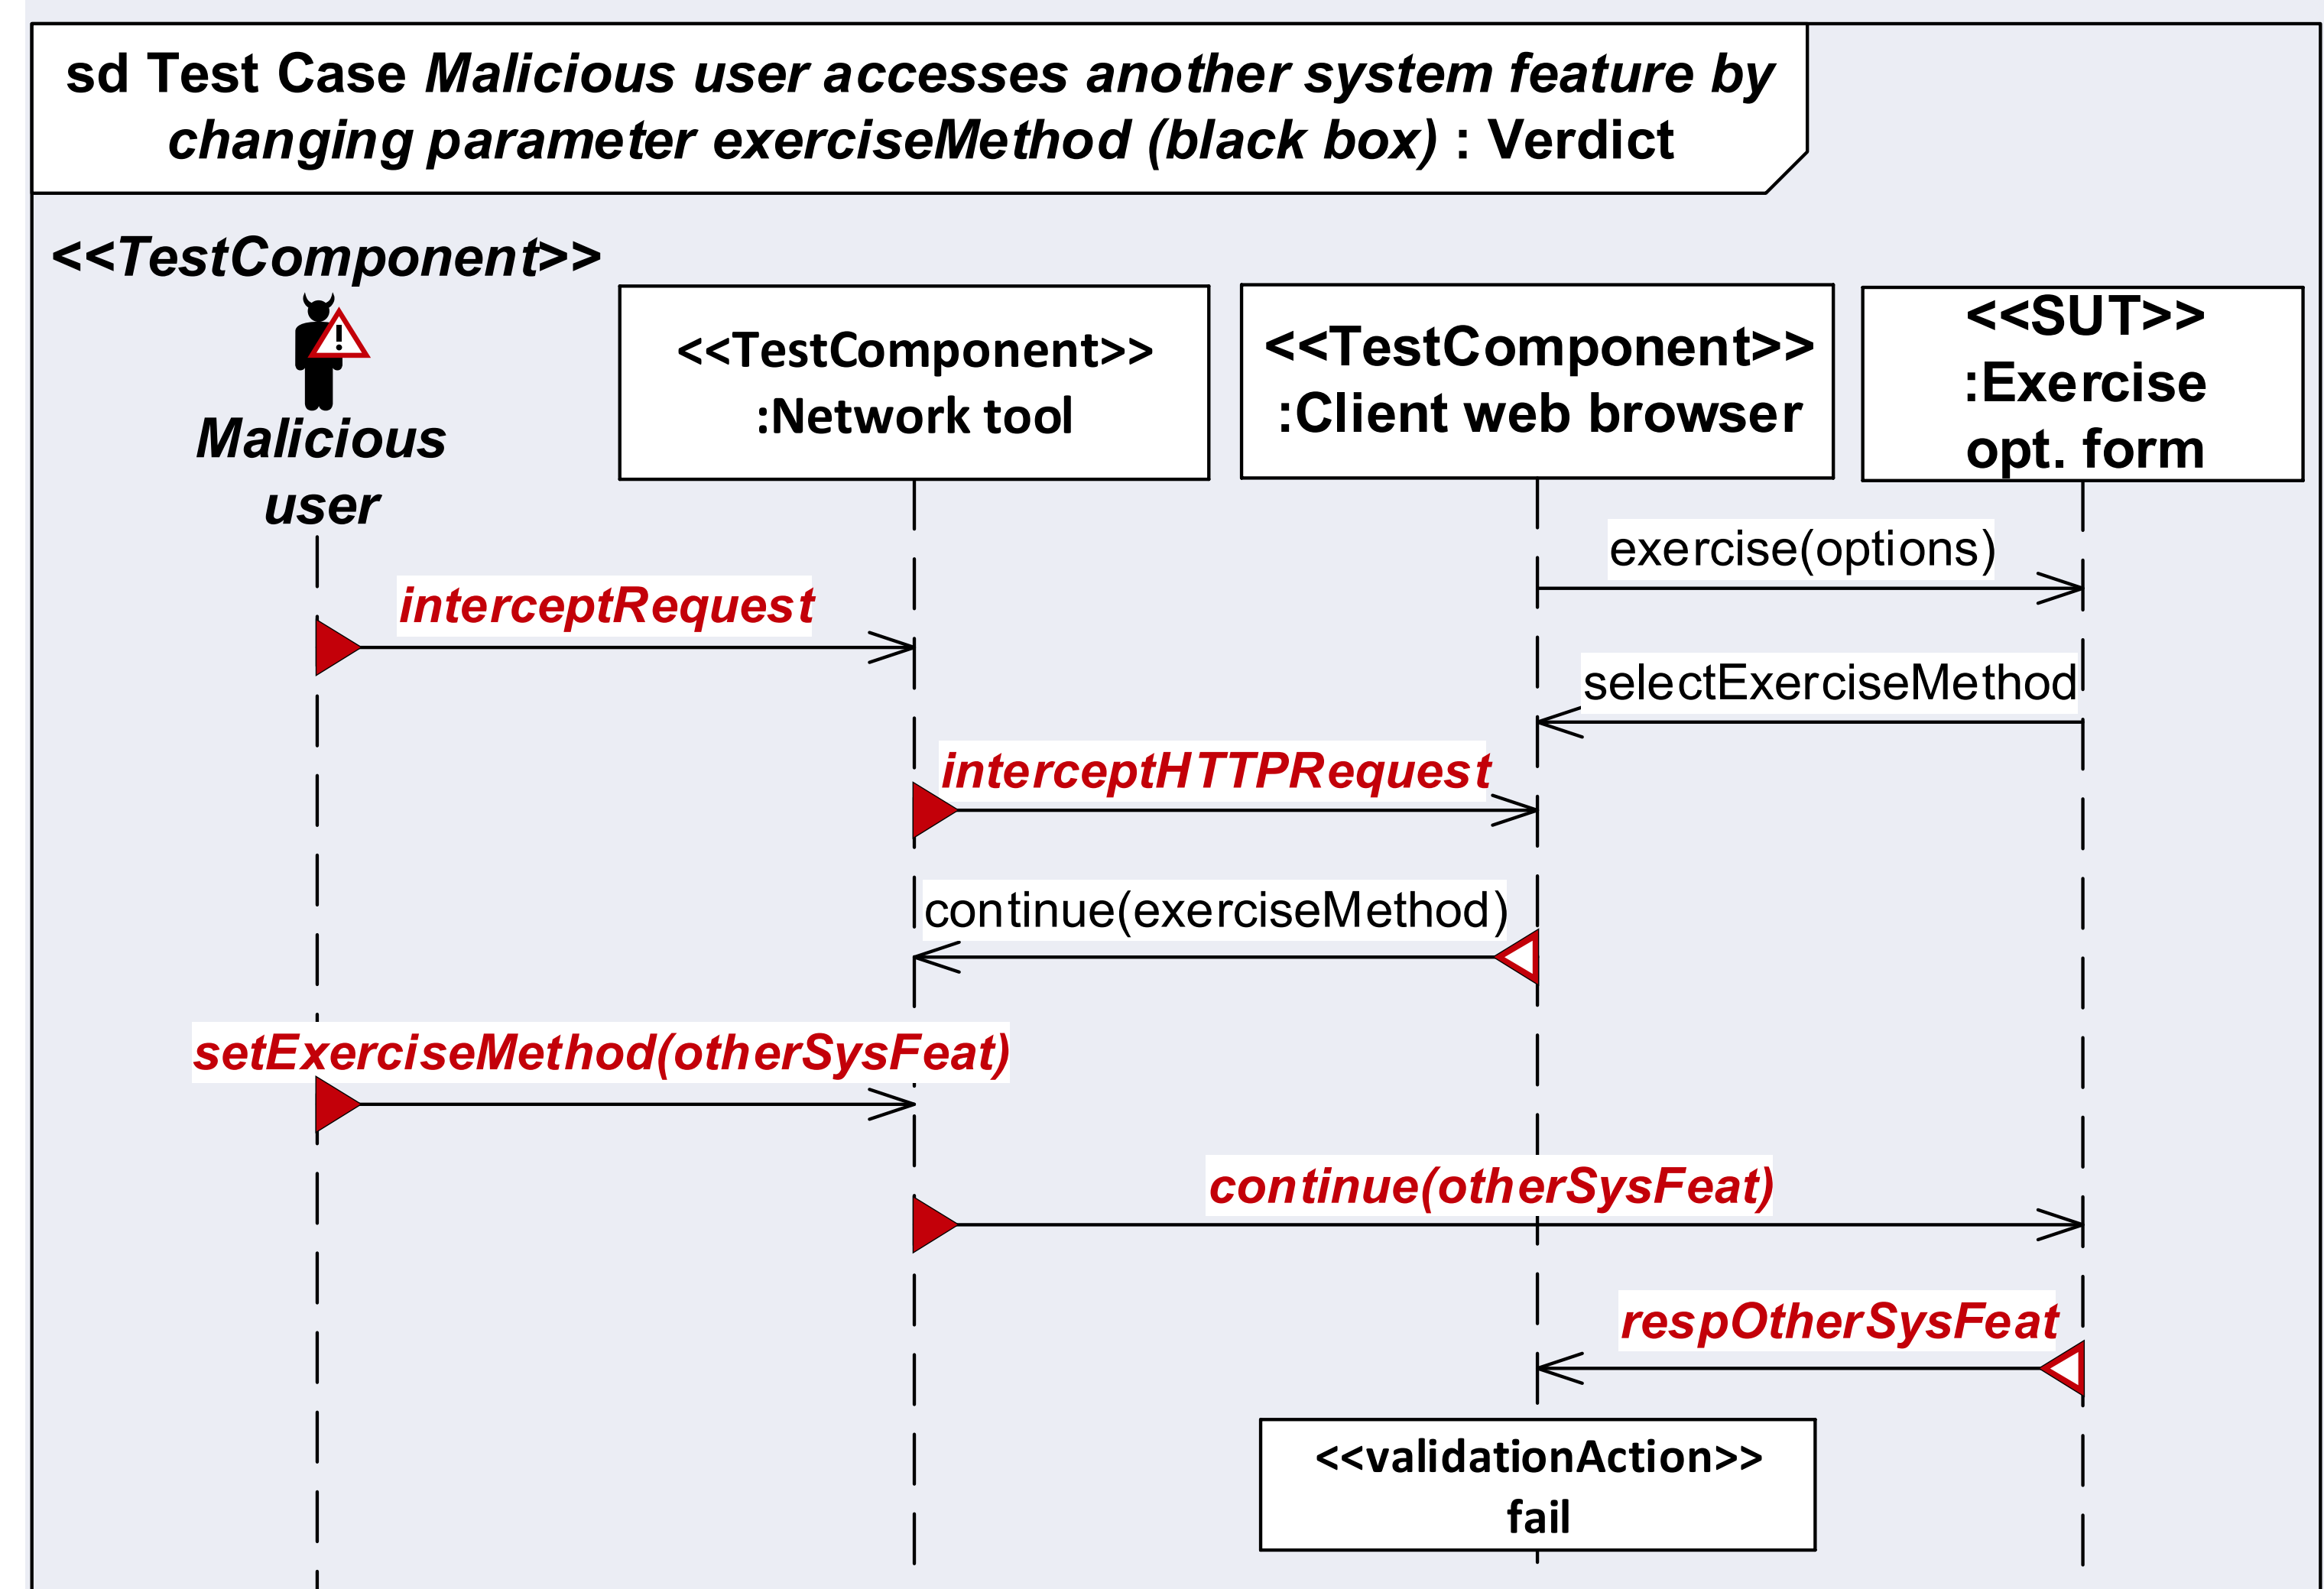 sd Test Case Malicious user accesses another system feature by
changing parameter exerciseMethod (black box) : Verdict
<<TestComponent>>
!
Malicious
user
<<TestComponent>>
:Network tool
<<TestComponent>>
:Client web browser
<<SUT>>
:Exercise
opt. form
exercise(options)
interceptRequest
selectExerciseMethod
interceptHTTPRequest
continue(exerciseMethod)
setExerciseMethod(otherSysFeat)
continue(otherSysFeat)
respOtherSysFeat
<<validationAction>>
fail